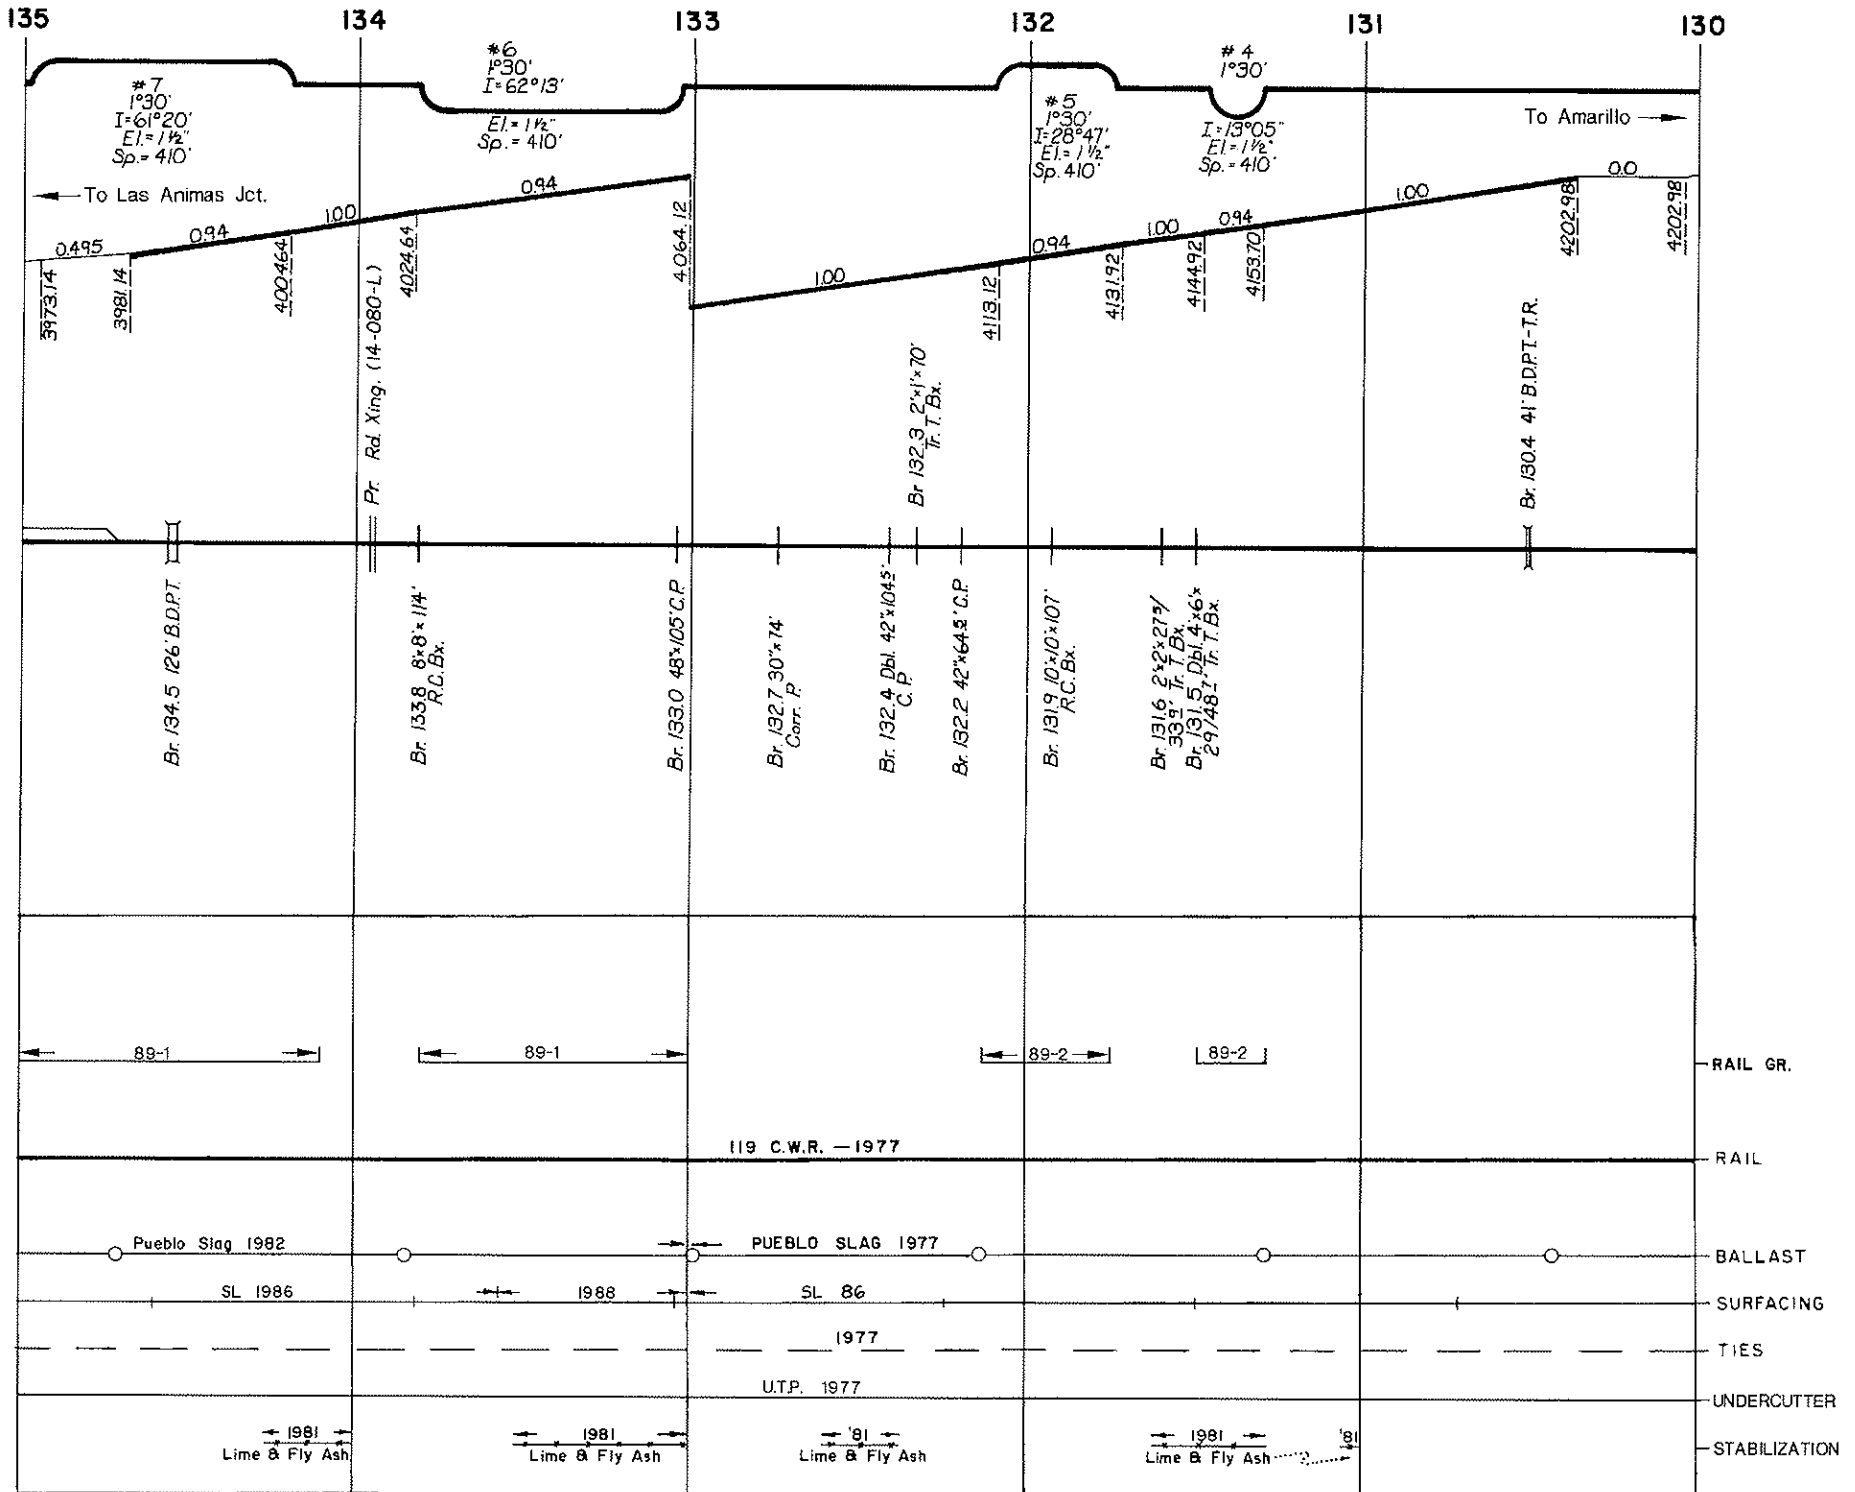 135
134
133
132
131
130
#7
1°30'
I=61°20'
El.= 1 1/2"
Sp.= 410'
#6
1°30'
I=62°13'
El.= 1 1/2"
Sp.= 410'
#5
1°30'
I=28°47'
El.= 1 1/2"
Sp. 410'
#4
1°30'
I=13°05"
El.= 1 1/2"
Sp.= 410'
To Amarillo
To Las Animas Jct.
0.495
0.94
1.00
0.94
1.00
0.94
1.00
0.94
1.00
0.0
3973.14
3981.14
4004.64
4024.64
4064.12
4113.12
4131.92
4144.92
4153.70
4202.98
4202.98
Pr. Rd. Xing. (14-080-L)
Br 132.3 2'x1'x70'
Tr. T. Bx.
Br. 130.4 41' B.D.P.T.-T.R.
Br. 134.5 126' B.D.P.T.
Br. 133.8 8'x8'x114'
R.C. Bx.
Br. 133.0 48"x105' C.P.
Br. 132.7 30"x74'
Corr. P.
Br. 132.4 Dbl. 42"x104.5'
C.P.
Br. 132.2 42"x64.5' C.P.
Br. 131.9 10'x10'x107'
R.C. Bx.
Br. 131.6 2'x2'x27.5/
33.9' Tr. T. Bx.
Br. 131.5 Dbl. 4'x6'x
29/48.7 Tr. T. Bx.
89-1
89-1
89-2
89-2
RAIL GR.
119 C.W.R. — 1977
RAIL
Pueblo Slag 1982
PUEBLO SLAG 1977
BALLAST
SL 1986
1988
SL 86
SURFACING
1977
TIES
U.T.P. 1977
UNDERCUTTER
1981
1981
'81
1981
'81
Lime & Fly Ash
Lime & Fly Ash
Lime & Fly Ash
Lime & Fly Ash
?
STABILIZATION